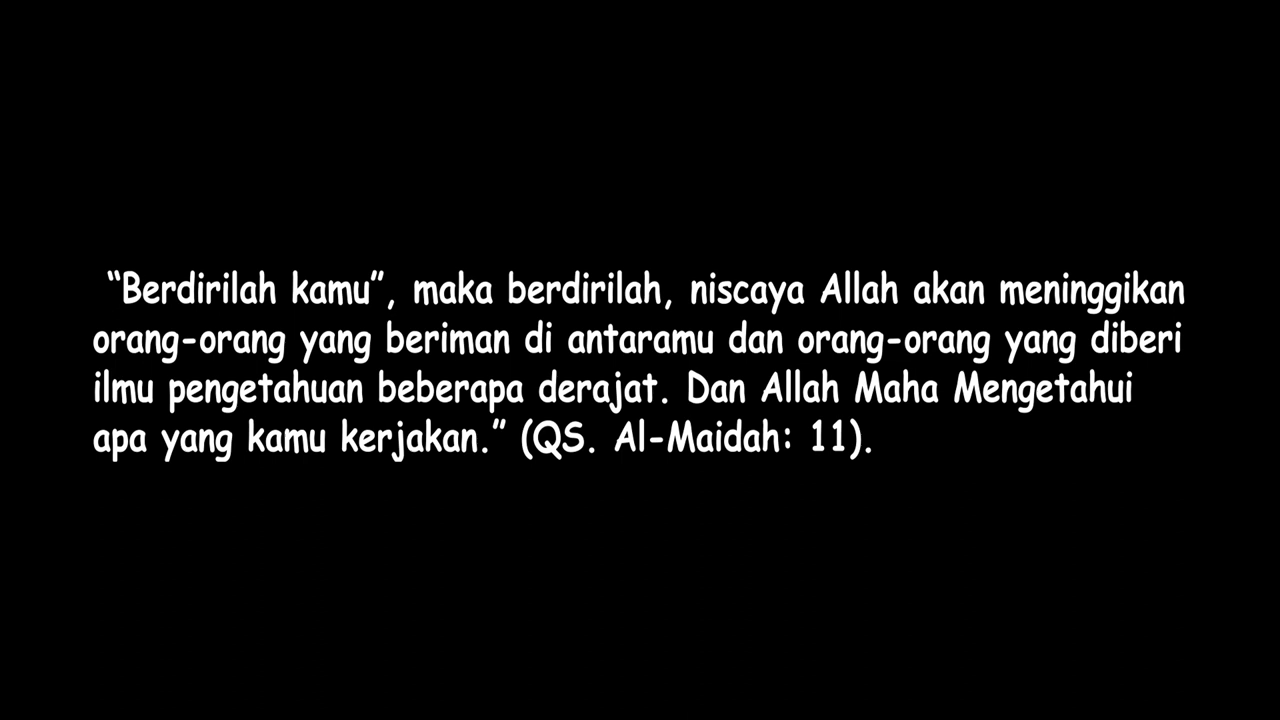 “Berdirilah kamu”, maka berdirilah, niscaya Allah akan meninggikan
orang-orang yang beriman di antaramu dan orang-orang yang diberi
ilmu pengetahuan beberapa derajat. Dan Allah Maha Mengetahui
apa yang kamu kerjakan.” (QS. Al-Maidah: 11).